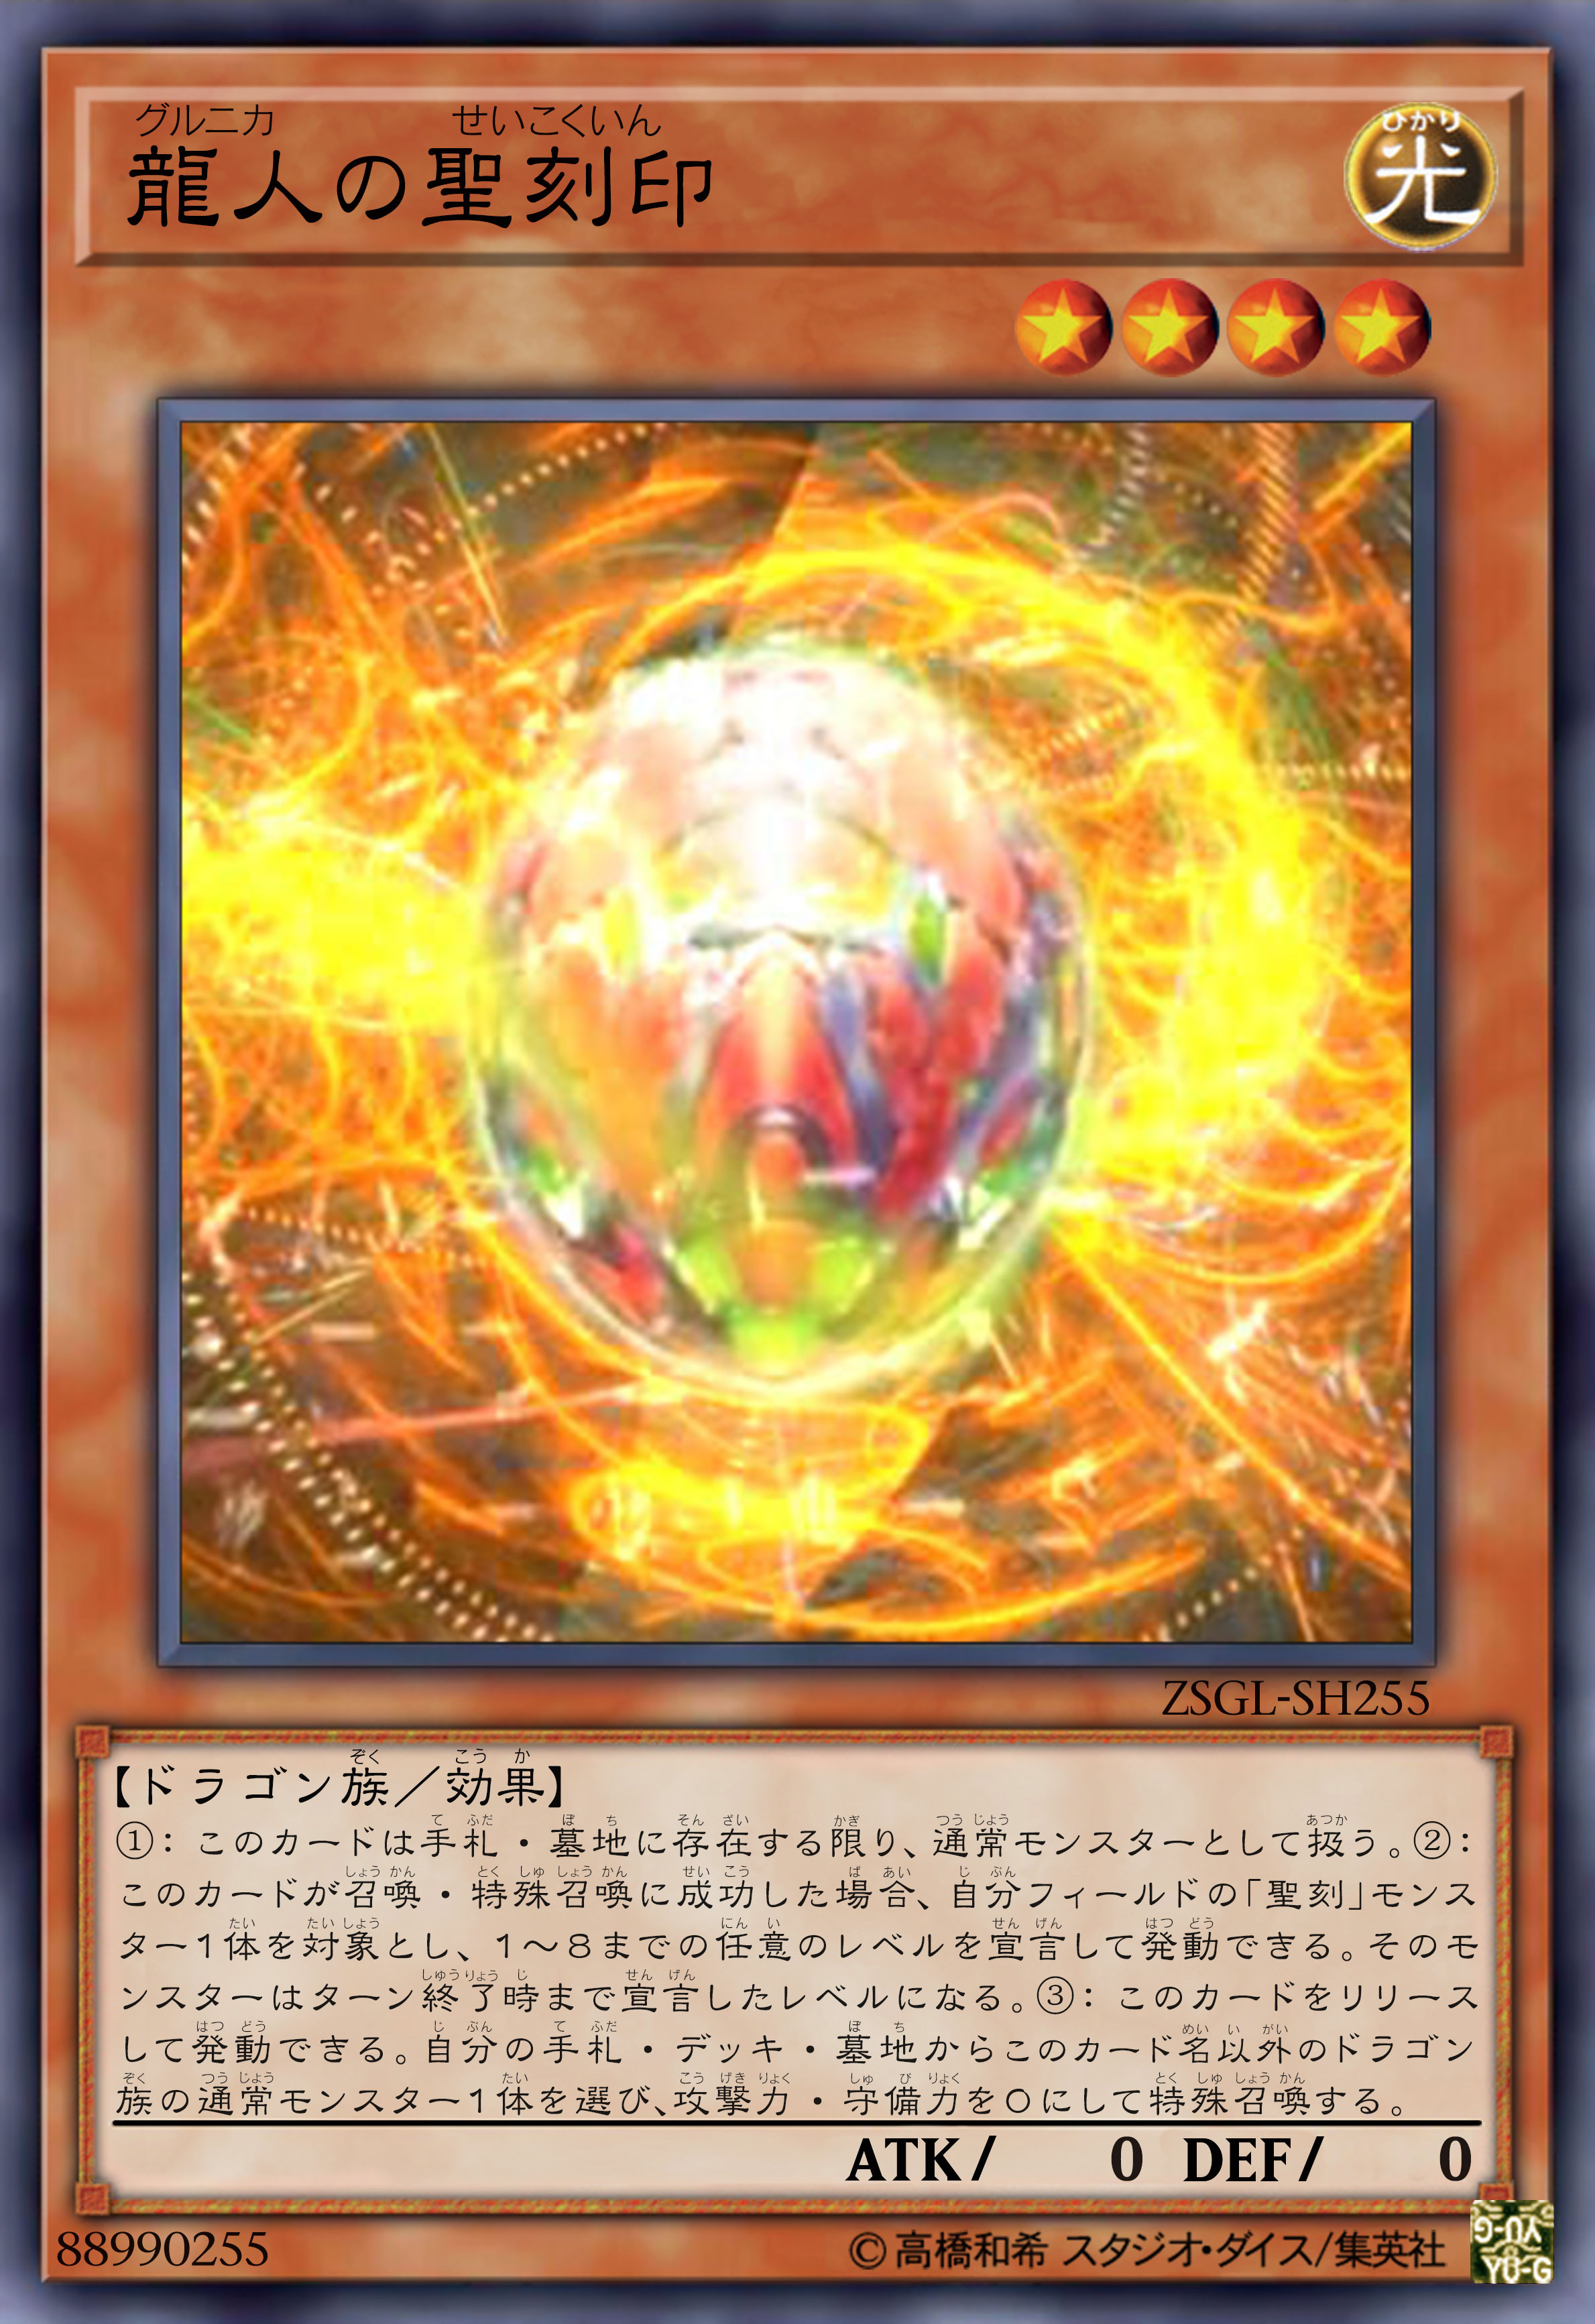 グルニカ せいこくいん
龍人の聖刻印
ひかり
光
ZSGL-SH255
【ドラゴン族／効果】
①：このカードは手札・墓地に存在する限り、通常モンスターとして扱う。②：
このカードが召喚・特殊召喚に成功した場合、自分フィールドの「聖刻」モンス
ター1体を対象とし、1～8までの任意のレベルを宣言して発動できる。そのモ
ンスターはターン終了時まで宣言したレベルになる。③：このカードをリリース
して発動できる。自分の手札・デッキ・墓地からこのカード名以外のドラゴン
族の通常モンスター1体を選び、攻撃力・守備力を〇にして特殊召喚する。
ATK/ 0 DEF/ 0
88990255
© 高橋和希 スタジオ・ダイス/集英社
YU-G
YU-G